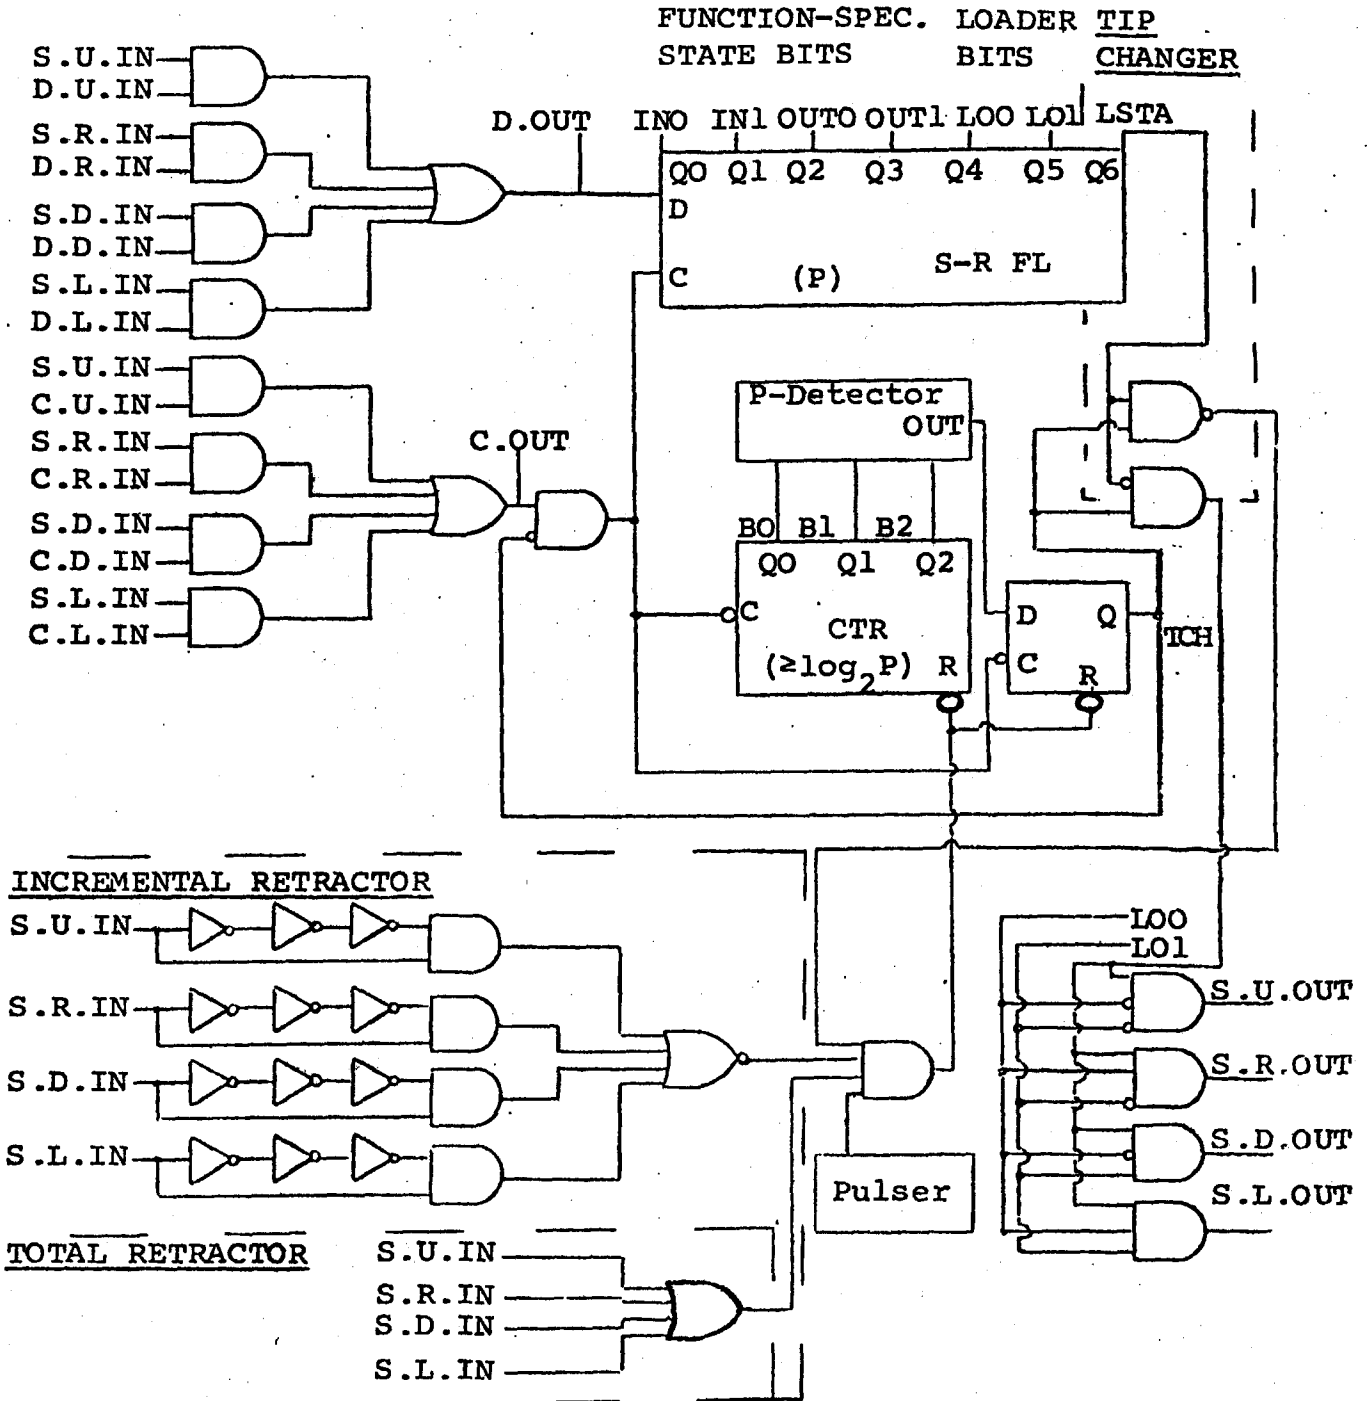 FUNCTION-SPEC. LOADER TIP
STATE BITS BITS CHANGER
S.U.IN
D.U.IN
S.R.IN
D.R.IN
S.D.IN
D.D.IN
S.L.IN
D.L.IN
S.U.IN
C.U.IN
S.R.IN
C.R.IN
S.D.IN
C.D.IN
S.L.IN
C.L.IN
D.OUT
C.OUT
IN0 IN1 OUT0 OUT1 LO0 LO1 LSTA
Q0 Q1 Q2 Q3 Q4 Q5 Q6
D
C (P) S-R FL
P-Detector
OUT
B0 B1 B2
Q0 Q1 Q2
C
CTR
(≥log2P) R
D Q
C
R
TCH
INCREMENTAL RETRACTOR
S.U.IN
S.R.IN
S.D.IN
S.L.IN
Pulser
LO0
LO1
S.U.OUT
S.R.OUT
S.D.OUT
S.L.OUT
TOTAL RETRACTOR
S.U.IN
S.R.IN
S.D.IN
S.L.IN